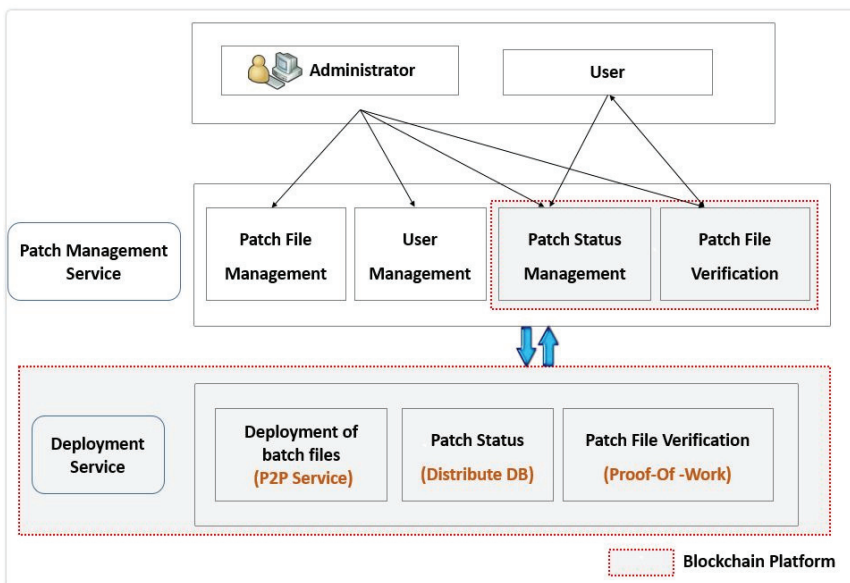 Administrator
User
Patch Management
Service
Patch File
Management
User
Management
Patch Status
Management
Patch File
Verification
Deployment
Service
Deployment of
batch files
(P2P Service)
Patch Status
(Distribute DB)
Patch File Verification
(Proof-Of -Work)
Blockchain Platform